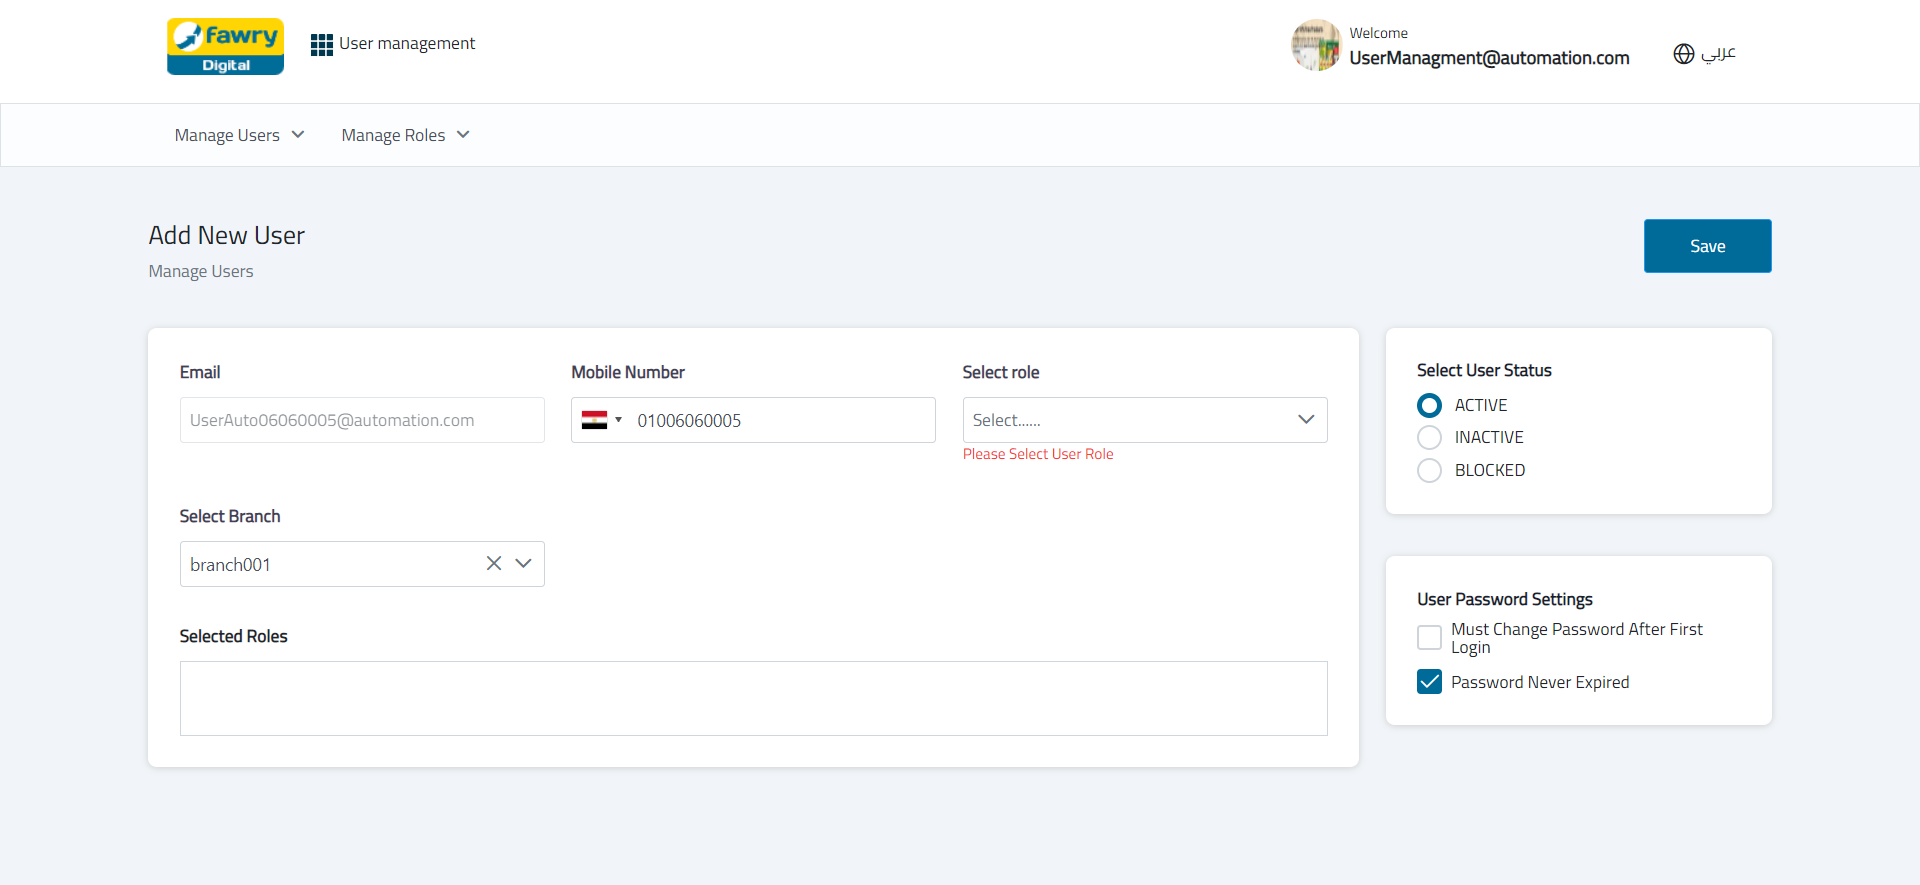 fawry
Digital
User management
Welcome
UserManagment@automation.com
عربي
Manage Users
Manage Roles
Add New User
Manage Users
Save
Email
Mobile Number
Select role
UserAuto06060005@automation.com
01006060005
Select......
Please Select User Role
Select Branch
branch001
Selected Roles
Select User Status
ACTIVE
INACTIVE
BLOCKED
User Password Settings
Must Change Password After First
Login
Password Never Expired